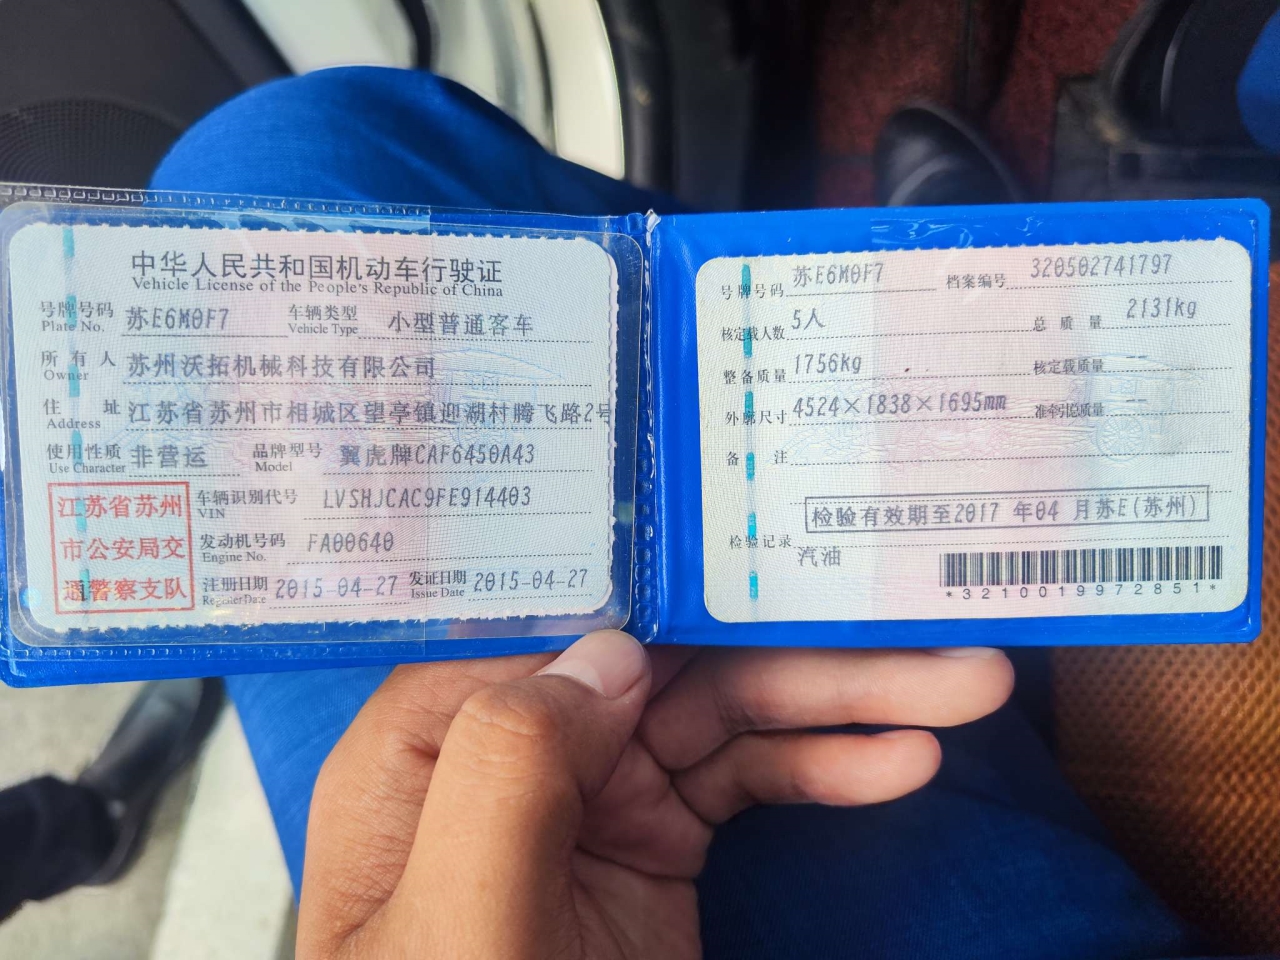 中华人民共和国机动车行驶证
Vehicle License of the People's Republic of China
号牌号码 苏E6M0F7 车辆类型 小型普通客车
Plate No. Vehicle Type
所有人 苏州沃拓机械科技有限公司
Owner
住址 江苏省苏州市相城区望亭镇迎湖村腾飞路2号
Address
使用性质 非营运 品牌型号 翼虎牌CAF6450A43
Use Character Model
江苏省苏州
市公安局交
通警察支队
车辆识别代号 LVSHJCAC9FE914403
VIN
发动机号码 FA00640
Engine No.
注册日期 2015-04-27 发证日期 2015-04-27
Register Date Issue Date
号牌号码 苏E6M0F7 档案编号 320502741797
核定载人数 5人 总质量 2131kg
整备质量 1756kg 核定载质量 --
外廓尺寸 4524×1838×1695mm 准牵引总质量 --
备注
检验有效期至2017 年04 月苏E(苏州)
检验记录
汽油
*3210019972851*